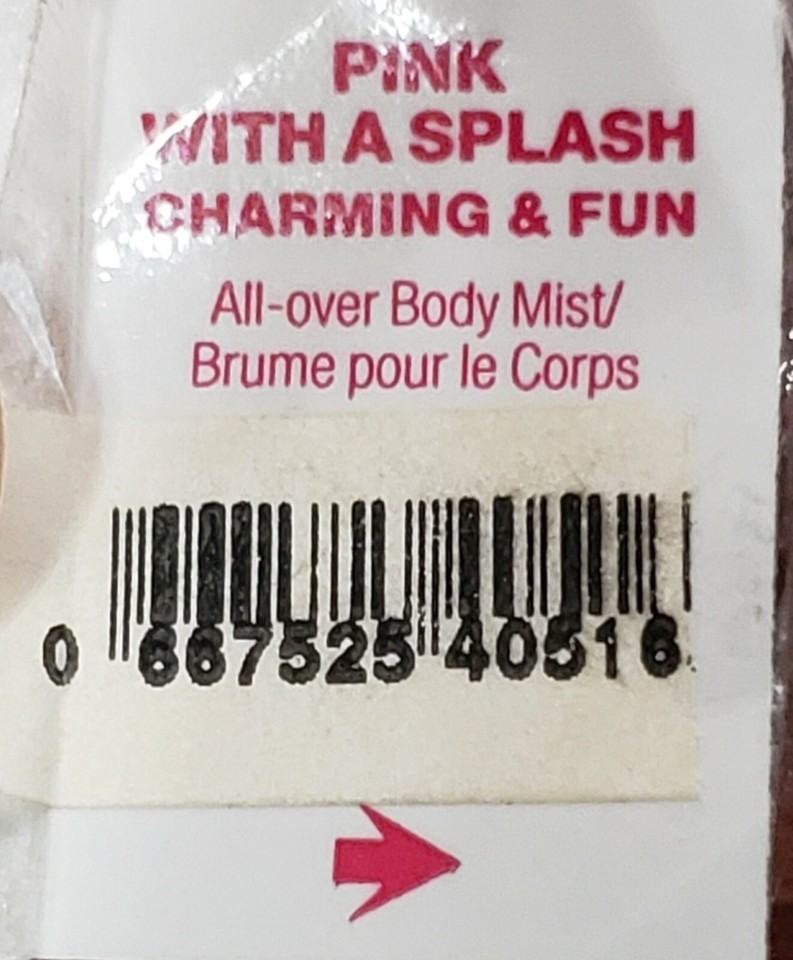 PINK
WITH A SPLASH
CHARMING & FUN
All-over Body Mist/
Brume pour le Corps
0 667525 40516